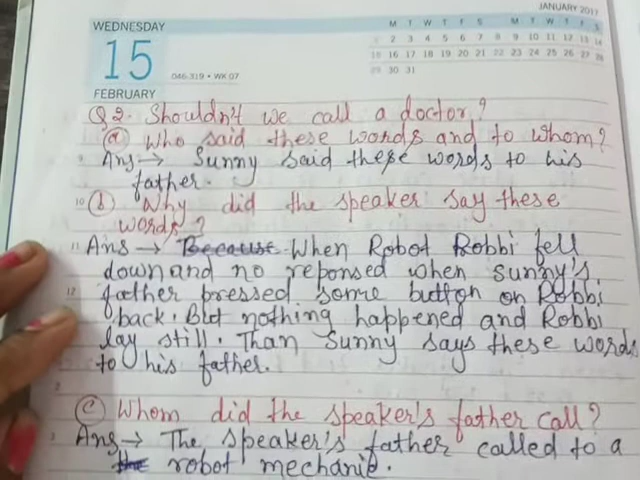 JANUARY 2017
WEDNESDAY
15
046-319 • WK 07
FEBRUARY
M T W T F S S M T W T F S
2 3 4 5 6 7 8 9 10 11 12 13 14
16 17 18 19 20 21 22 23 24 25 26 27 28
30 31
Q2. Shouldn't we call a doctor?
(a) Who said these words and to whom?
Ans → Sunny said these words to his
father.
10 (b) Why did the speaker say these
words?
11 Ans → Because When Robot Robbi fell
down and no reponsed when sunny's
12 father pressed some button on Robbi
back. But nothing happened and Robbi
lay still. Than Sunny says these words
to his father.
(c) Whom did the speaker's father call?
Ans → The speaker's father called to a
the robot mechanic.